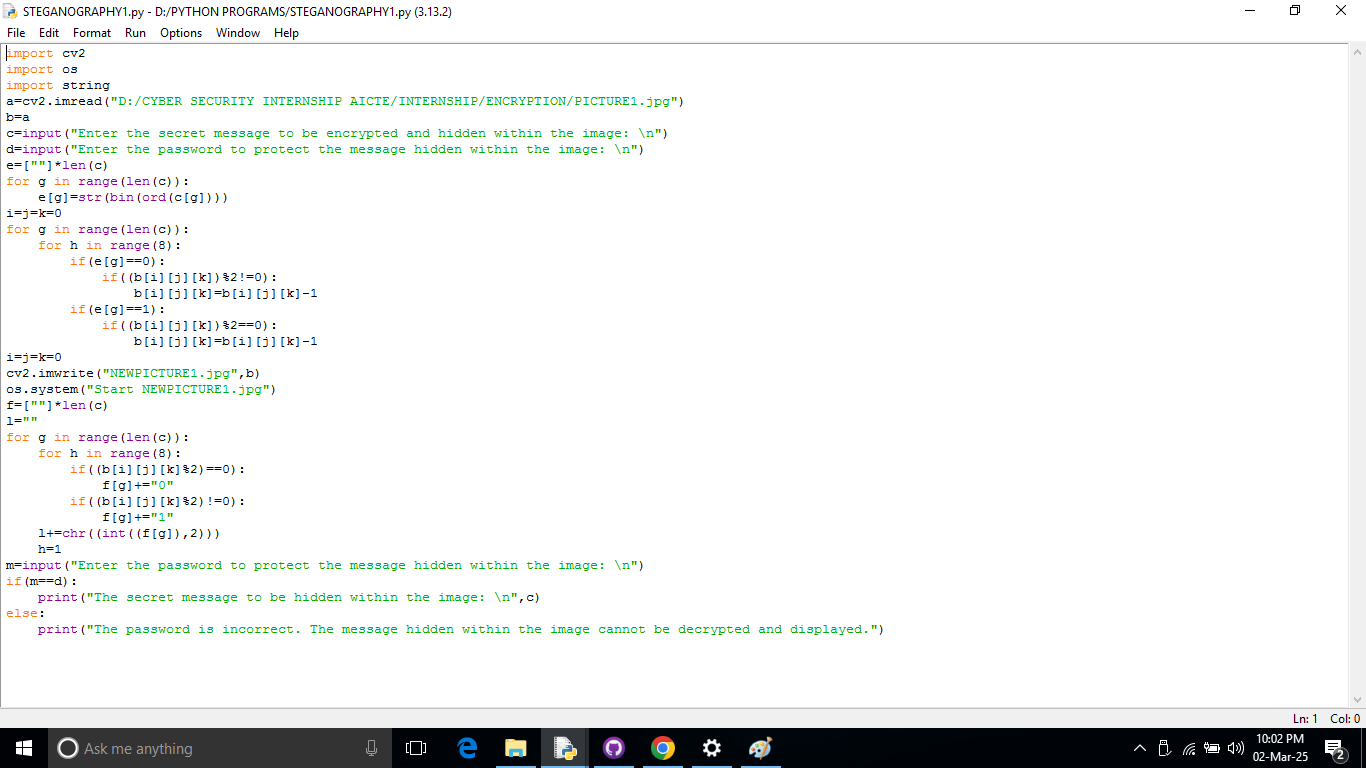 STEGANOGRAPHY1.py - D:/PYTHON PROGRAMS/STEGANOGRAPHY1.py (3.13.2)
File Edit Format Run Options Window Help
import cv2
import os
import string
a=cv2.imread("D:/CYBER SECURITY INTERNSHIP AICTE/INTERNSHIP/ENCRYPTION/PICTURE1.jpg")
b=a
c=input("Enter the secret message to be encrypted and hidden within the image: \n")
d=input("Enter the password to protect the message hidden within the image: \n")
e=[""]*len(c)
for g in range(len(c)):
    e[g]=str(bin(ord(c[g])))
i=j=k=0
for g in range(len(c)):
    for h in range(8):
        if(e[g]==0):
            if((b[i][j][k])%2!=0):
                b[i][j][k]=b[i][j][k]-1
        if(e[g]==1):
            if((b[i][j][k])%2==0):
                b[i][j][k]=b[i][j][k]-1
i=j=k=0
cv2.imwrite("NEWPICTURE1.jpg",b)
os.system("Start NEWPICTURE1.jpg")
f=[""]*len(c)
l=""
for g in range(len(c)):
    for h in range(8):
        if((b[i][j][k]%2)==0):
            f[g]+="0"
        if((b[i][j][k]%2)!=0):
            f[g]+="1"
    l+=chr((int((f[g]),2)))
    h=1
m=input("Enter the password to protect the message hidden within the image: \n")
if(m==d):
    print("The secret message to be hidden within the image: \n",c)
else:
    print("The password is incorrect. The message hidden within the image cannot be decrypted and displayed.")
Ln: 1 Col: 0
Ask me anything
10:02 PM
02-Mar-25
2